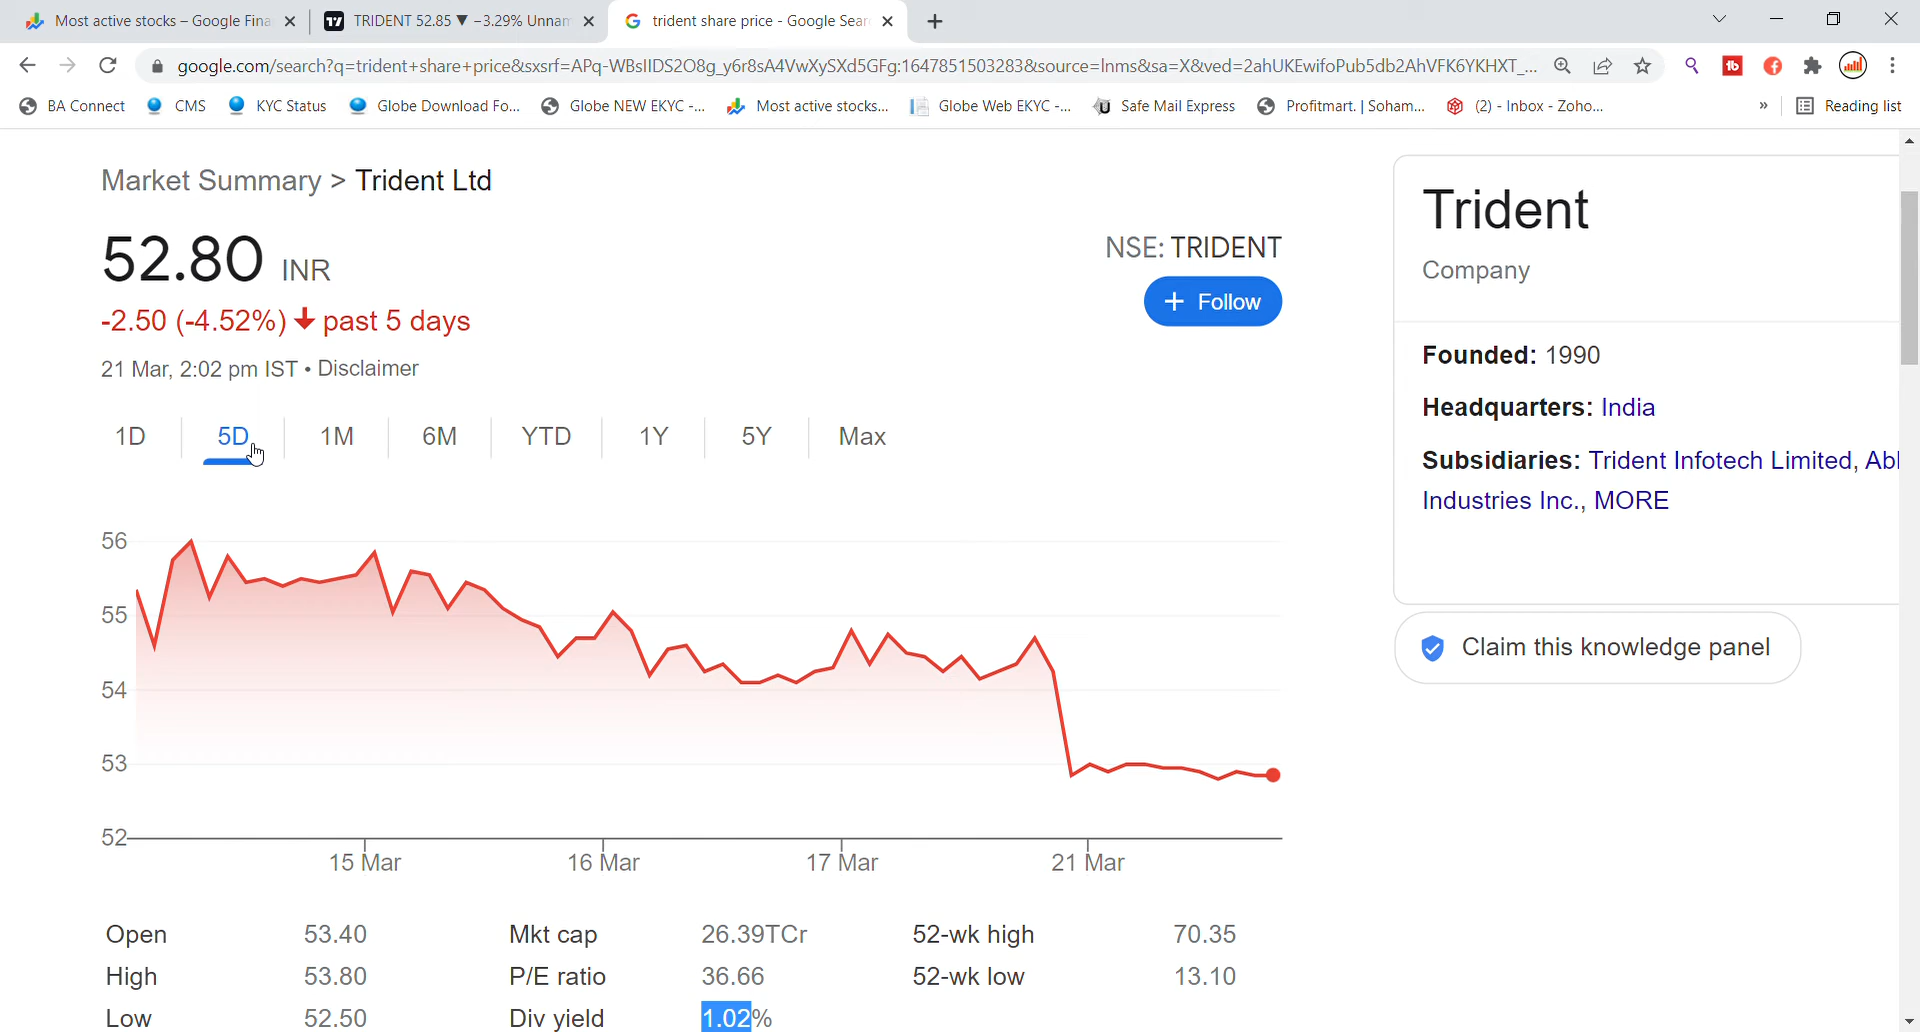 Most active stocks – Google Fina
TRIDENT 52.85 ▼ −3.29% Unnam
trident share price - Google Sear
google.com/search?q=trident+share+price&sxsrf=APq-WBsIIDS2O8g_y6r8sA4VwXySXd5GFg:1647851503283&source=lnms&sa=X&ved=2ahUKEwifoPub5db2AhVFK6YKHXT_...
BA Connect CMS KYC Status Globe Download Fo... Globe NEW EKYC -... Most active stocks... Globe Web EKYC -... Safe Mail Express Profitmart. | Soham... (2) - Inbox - Zoho... » Reading list
Market Summary > Trident Ltd
52.80 INR
-2.50 (-4.52%) past 5 days
21 Mar, 2:02 pm IST • Disclaimer
NSE: TRIDENT
+ Follow
1D 5D 1M 6M YTD 1Y 5Y Max
56
55
54
53
52
15 Mar 16 Mar 17 Mar 21 Mar
Open 53.40 Mkt cap 26.39TCr 52-wk high 70.35
High 53.80 P/E ratio 36.66 52-wk low 13.10
Low 52.50 Div yield 1.02%
Trident
Company
Founded: 1990
Headquarters: India
Subsidiaries: Trident Infotech Limited, Abl
Industries Inc., MORE
Claim this knowledge panel